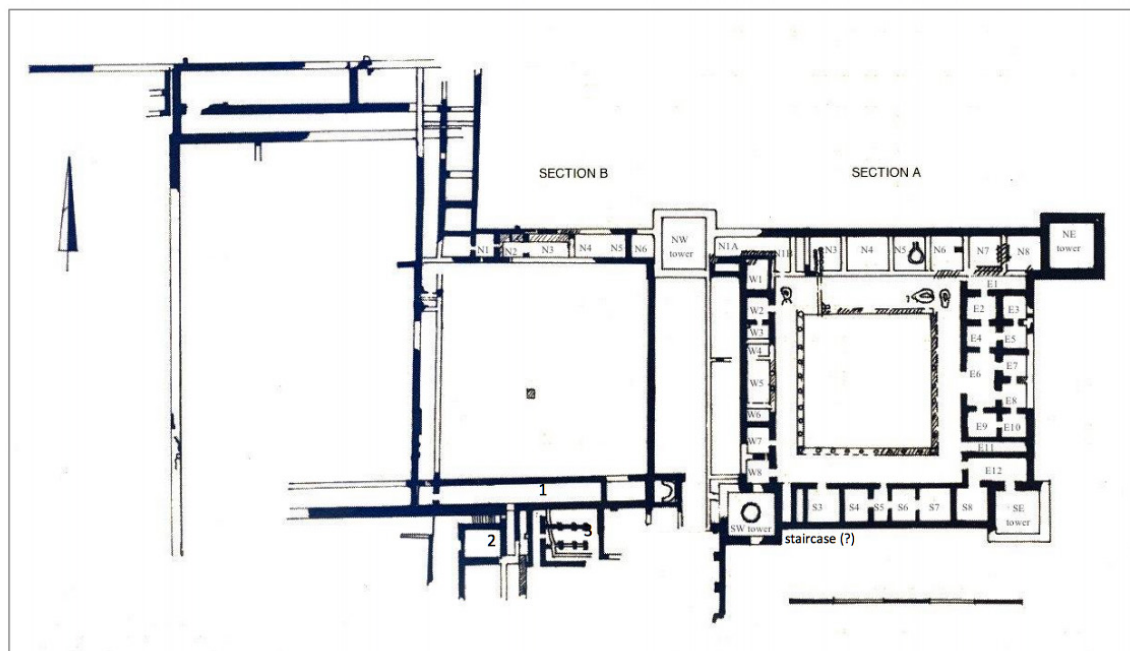 SECTION B
SECTION A
NW
tower
NE
tower
N1
N2
N3
N4
N5
N6
N1A
N1B
N3
N4
N5
N6
N7
N8
W1
W2
W3
W4
W5
W6
W7
W8
E1
E2
E3
E4
E5
E6
E7
E8
E9
E10
E11
E12
1
2
3
SW tower
S3
S4
S5
S6
S7
S8
SE
tower
staircase (?)